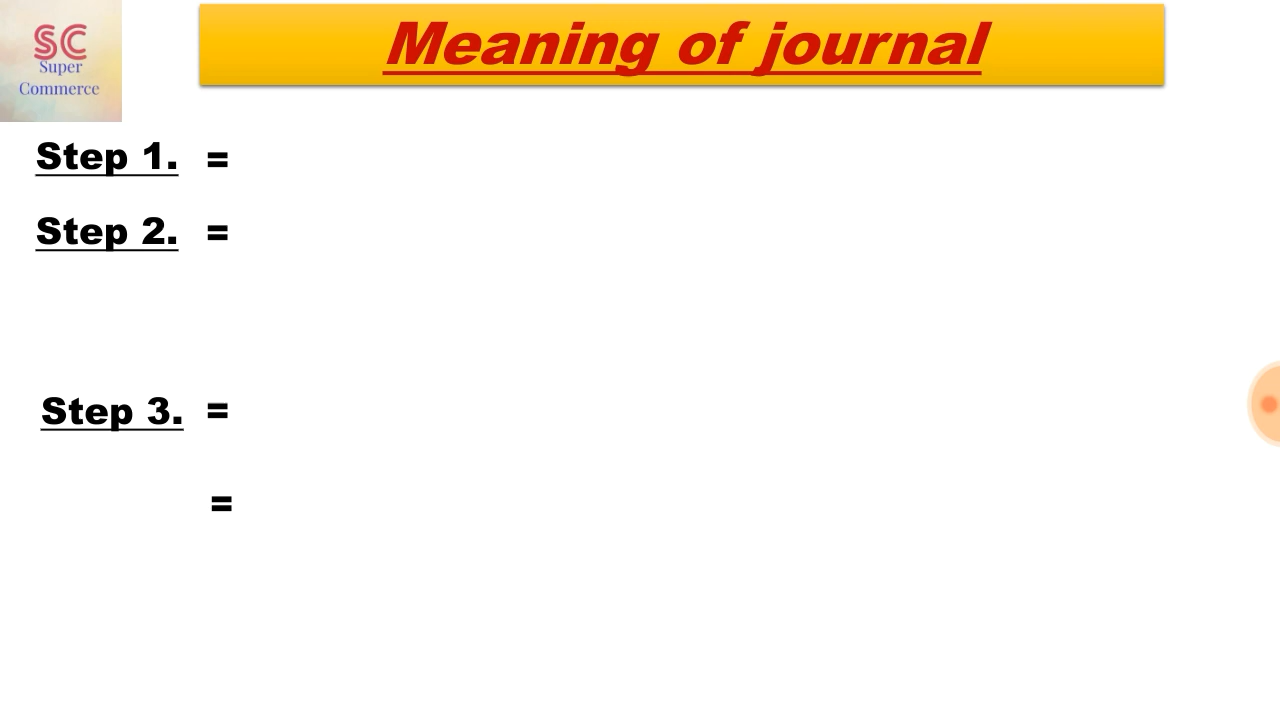 SC
Super
Commerce
Meaning of journal
Step 1. =
Step 2. =
Step 3. =
=